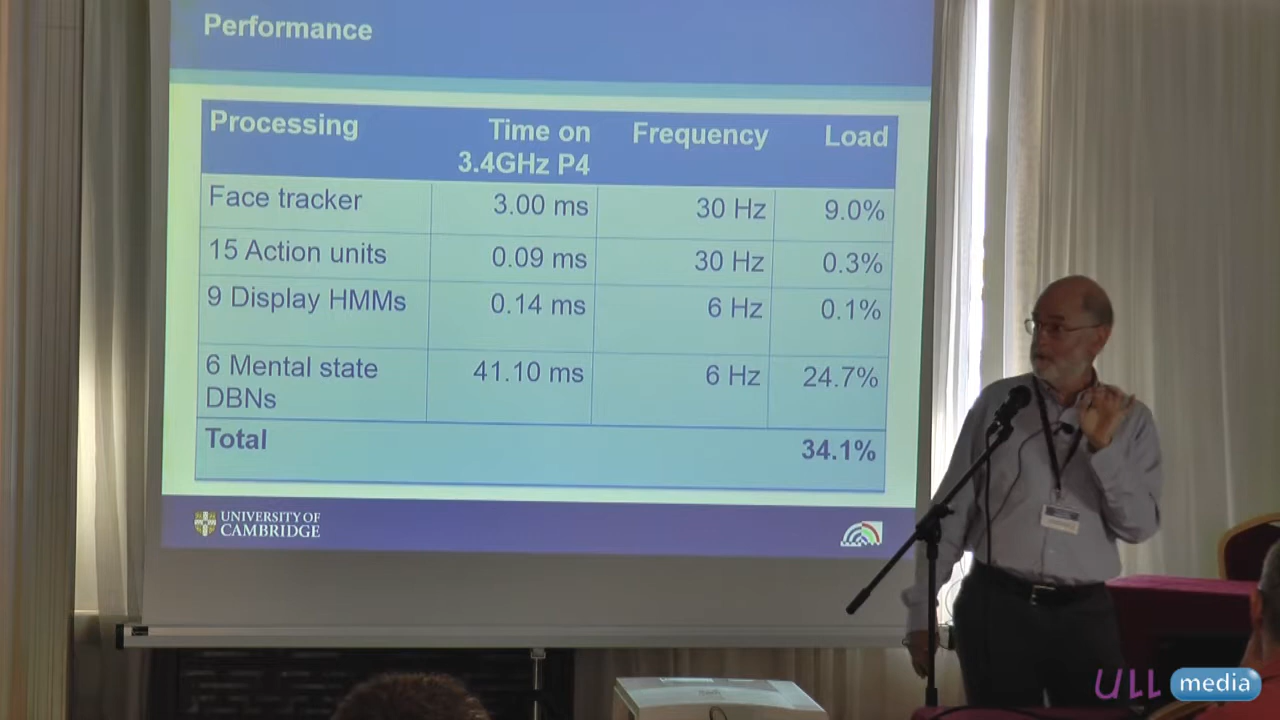 Performance
Processing Time on 3.4GHz P4 Frequency Load
Face tracker 3.00 ms 30 Hz 9.0%
15 Action units 0.09 ms 30 Hz 0.3%
9 Display HMMs 0.14 ms 6 Hz 0.1%
6 Mental state DBNs 41.10 ms 6 Hz 24.7%
Total 34.1%
UNIVERSITY OF
CAMBRIDGE
ULL media